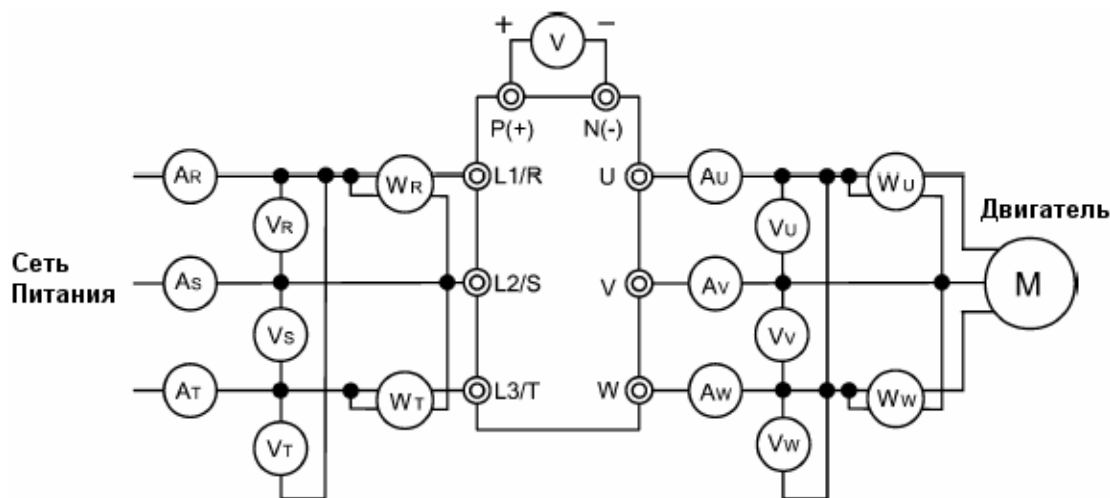 + V −
P(+) N(-)
AR WR L1/R U AU WU
VR VU
Двигатель
Сеть
Питания
AS L2/S V AV M
VS VV
AT WT L3/T W AW WW
VT VW